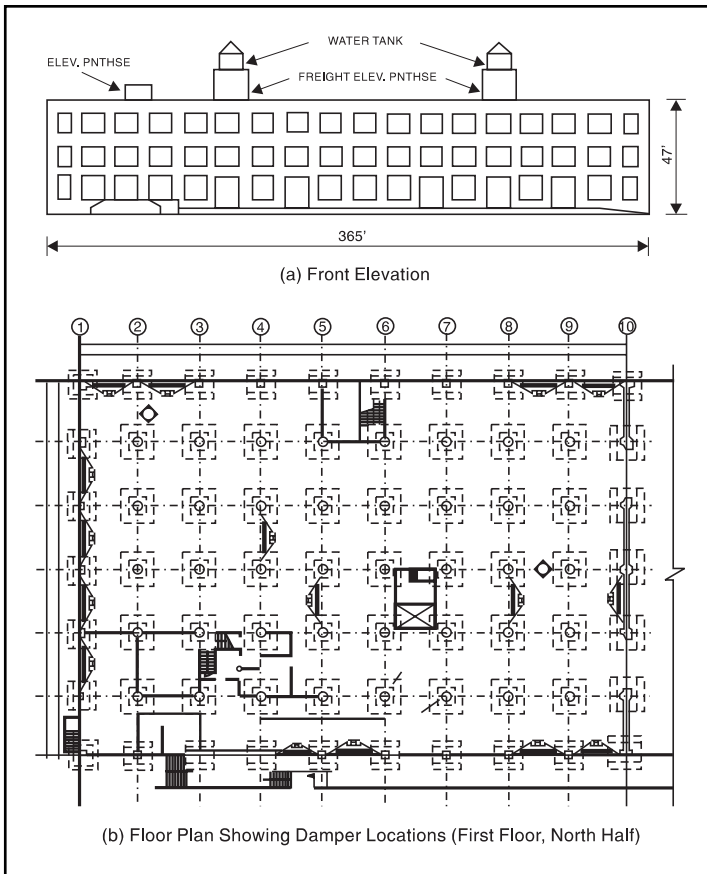 WATER TANK
ELEV. PNTHSE
FREIGHT ELEV. PNTHSE
47'
365'
(a) Front Elevation
1 2 3 4 5 6 7 8 9 10
(b) Floor Plan Showing Damper Locations (First Floor, North Half)